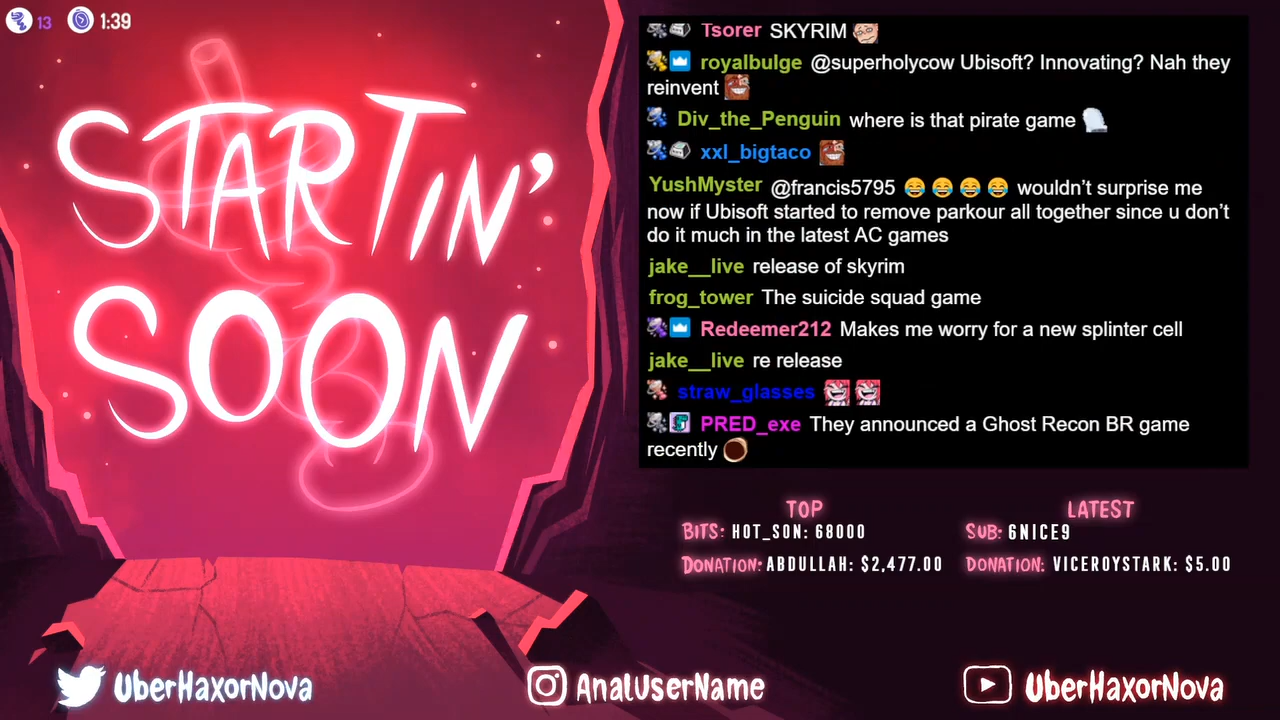 13 1:39
STARTIN'
SOON
Tsorer SKYRIM
royalbulge @superholycow Ubisoft? Innovating? Nah they
reinvent
Div_the_Penguin where is that pirate game
xxl_bigtaco
YushMyster @francis5795 😂 😂 😂 😂 wouldn't surprise me
now if Ubisoft started to remove parkour all together since u don't
do it much in the latest AC games
jake__live release of skyrim
frog_tower The suicide squad game
Redeemer212 Makes me worry for a new splinter cell
jake__live re release
straw_glasses
PRED_exe They announced a Ghost Recon BR game
recently
TOP
BITS: HOT_SON: 68000
DONATION: ABDULLAH: $2,477.00
LATEST
SUB: 6NICE9
DONATION: VICEROYSTARK: $5.00
UberHaxorNova
AnalUserName
UberHaxorNova